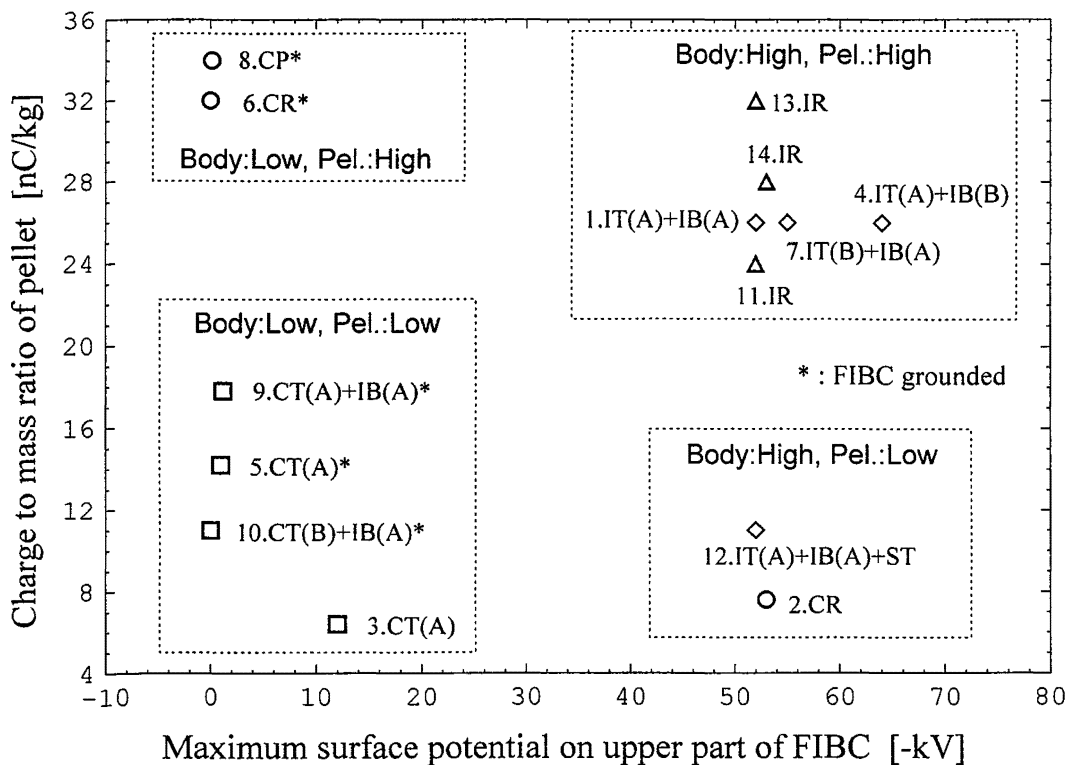 Charge to mass ratio of pellet [nC/kg]
36
32
28
24
20
16
12
8
4
8.CP*
6.CR*
Body:Low, Pel.:High
Body:High, Pel.:High
13.IR
14.IR
4.IT(A)+IB(B)
1.IT(A)+IB(A)
7.IT(B)+IB(A)
11.IR
Body:Low, Pel.:Low
9.CT(A)+IB(A)*
5.CT(A)*
10.CT(B)+IB(A)*
3.CT(A)
* : FIBC grounded
Body:High, Pel.:Low
12.IT(A)+IB(A)+ST
2.CR
-10 0 10 20 30 40 50 60 70 80
Maximum surface potential on upper part of FIBC [-kV]